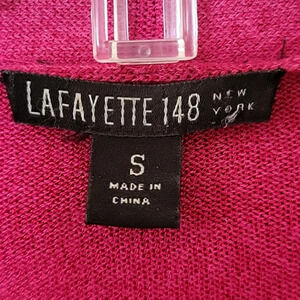 LAFAYETTE 148 NEW YORK
S
MADE IN
CHINA